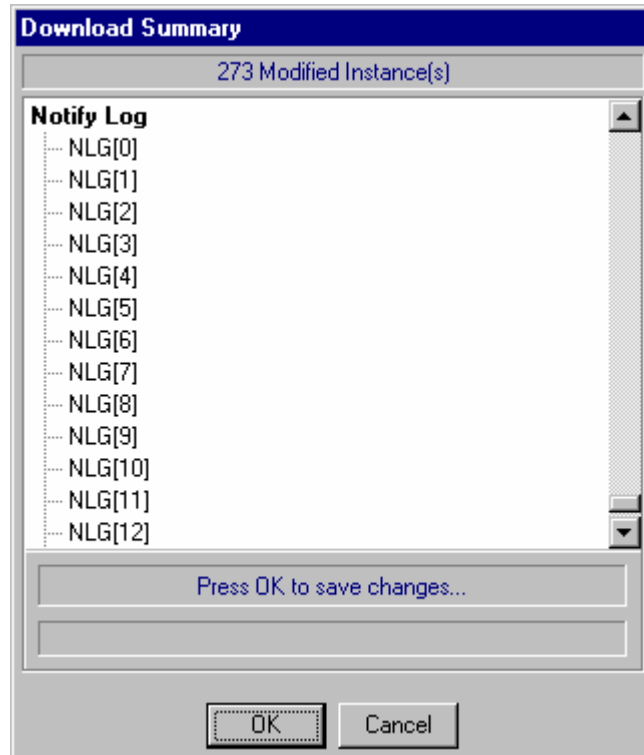 Download Summary
273 Modified Instance(s)
Notify Log
NLG[0]
NLG[1]
NLG[2]
NLG[3]
NLG[4]
NLG[5]
NLG[6]
NLG[7]
NLG[8]
NLG[9]
NLG[10]
NLG[11]
NLG[12]
Press OK to save changes...
OK
Cancel